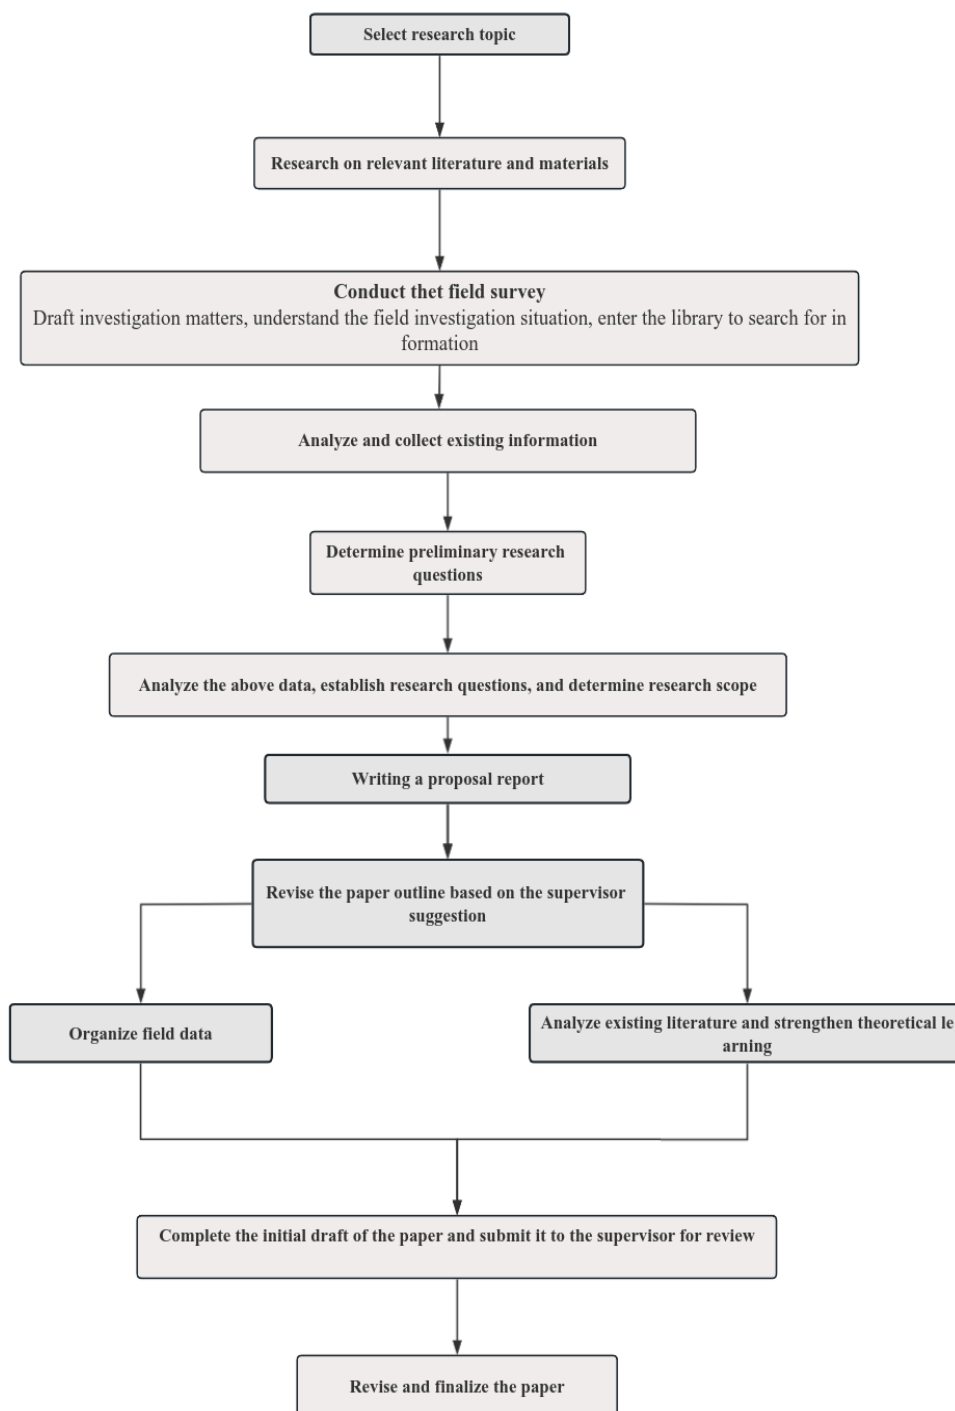 Select research topic
Research on relevant literature and materials
Conduct thet field survey
Draft investigation matters, understand the field investigation situation, enter the library to search for in
formation
Analyze and collect existing information
Determine preliminary research
questions
Analyze the above data, establish research questions, and determine research scope
Writing a proposal report
Revise the paper outline based on the supervisor
suggestion
Organize field data
Analyze existing literature and strengthen theoretical le
arning
Complete the initial draft of the paper and submit it to the supervisor for review
Revise and finalize the paper